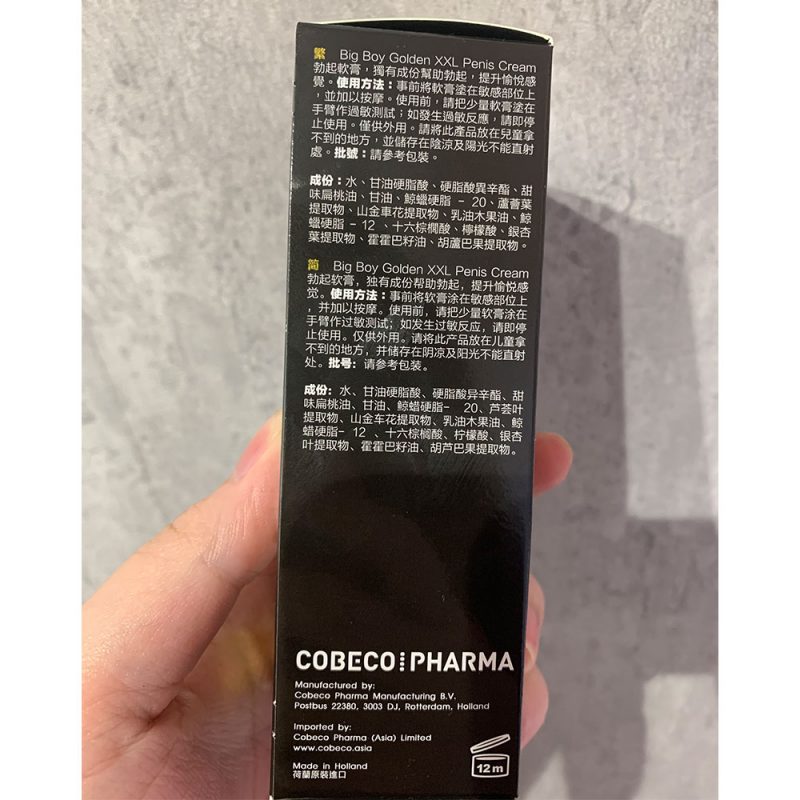 繁 Big Boy Golden XXL Penis Cream
勃起軟膏，獨有成份幫助勃起，提升愉悅感
覺。使用方法：事前將軟膏塗在敏感部位上
，並加以按摩。使用前，請把少量軟膏塗在
手臂作過敏測試；如發生過敏反應，請即停
止使用。僅供外用。請將此產品放在兒童拿
不到的地方，並儲存在陰涼及陽光不能直射
處。批號：請參考包裝。
成份：水、甘油硬脂酸、硬脂酸異辛酯、甜
味扁桃油、甘油、鯨蠟硬脂 - 20、蘆薈葉
提取物、山金車花提取物、乳油木果油、鯨
蠟硬脂 - 12 、十六棕櫚酸、檸檬酸、銀杏
葉提取物、霍霍巴籽油、胡蘆巴果提取物。
简 Big Boy Golden XXL Penis Cream
勃起软膏，独有成份帮助勃起，提升愉悦感
觉。使用方法：事前将软膏涂在敏感部位上
，并加以按摩。使用前，请把少量软膏涂在
手臂作过敏测试；如发生过敏反应，请即停
止使用。仅供外用。请将此产品放在儿童拿
不到的地方，并储存在阴凉及阳光不能直射
处。批号：请参考包装。
成份：水、甘油硬脂酸、硬脂酸异辛酯、甜
味扁桃油、甘油、鲸蜡硬脂- 20、芦荟叶
提取物、山金车花提取物、乳油木果油、鲸
蜡硬脂- 12 、十六棕榈酸、柠檬酸、银杏
叶提取物、霍霍巴籽油、胡芦巴果提取物。
COBECO PHARMA
Manufactured by:
Cobeco Pharma Manufacturing B.V.
Postbus 22380, 3003 DJ, Rotterdam, Holland
Imported by:
Cobeco Pharma (Asia) Limited
www.cobeco.asia
Made in Holland
荷蘭原裝進口
12 m